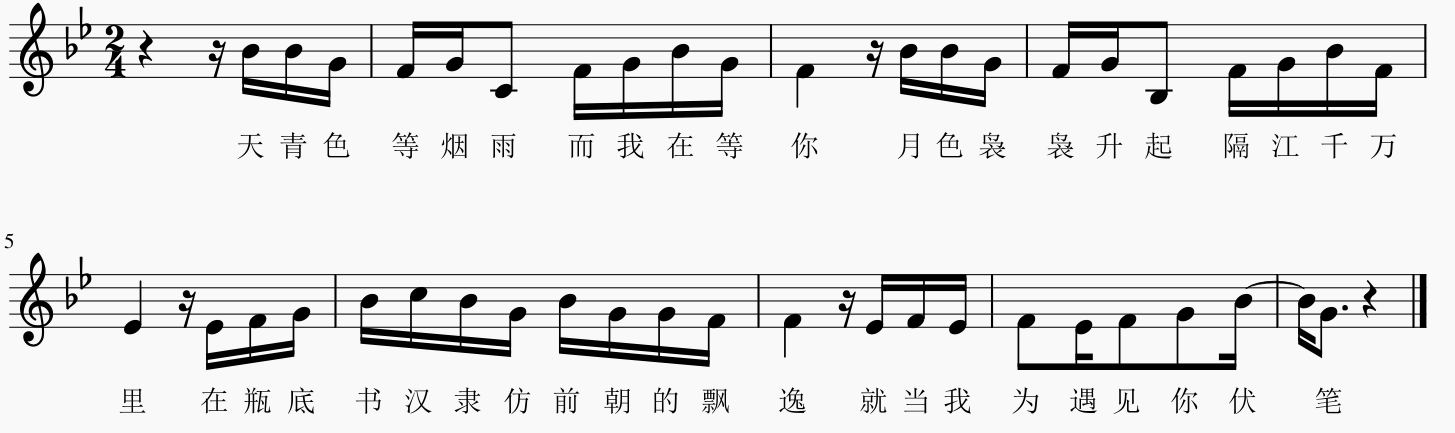 2
4
天青色 等烟雨 而我在等 你 月色袅 袅升起 隔江千万
5
里 在瓶底 书汉隶仿前朝的飘 逸 就当我 为遇见你伏 笔